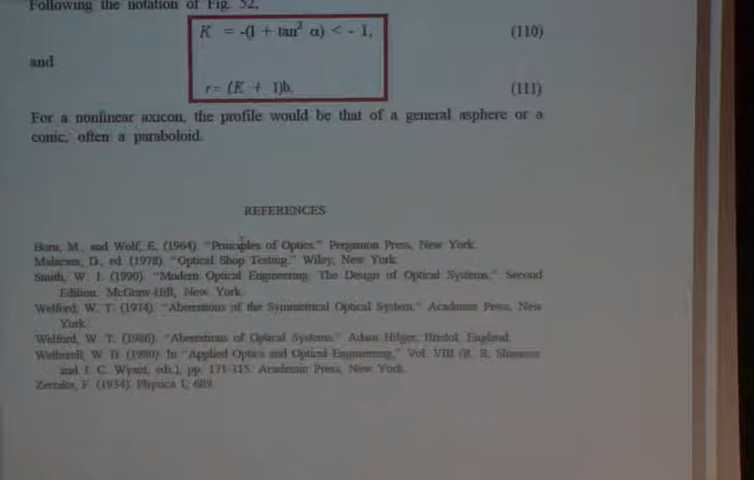 Following the notation of Fig. 52,
K = -(1 + tan² α) < - 1, (110)
and
r = (K + 1)b. (111)
For a nonlinear axicon, the profile would be that of a general asphere or a
conic, often a paraboloid.
REFERENCES
Born, M., and Wolf, E. (1964). "Principles of Optics." Pergamon Press, New York.
Malacara, D., ed. (1978). "Optical Shop Testing." Wiley, New York.
Smith, W. J. (1990). "Modern Optical Engineering, The Design of Optical Systems." Second
Edition. McGraw-Hill, New York.
Welford, W. T. (1974). "Aberrations of the Symmetrical Optical System." Academic Press, New
York.
Welford, W. T. (1986). "Aberrations of Optical Systems." Adam Hilger, Bristol, England.
Wetherell, W. B. (1980). In "Applied Optics and Optical Engineering," Vol. VIII (R. R. Shannon
and J. C. Wyant, eds.), pp. 171-315. Academic Press, New York.
Zernike, F. (1934). Physica 1, 689.